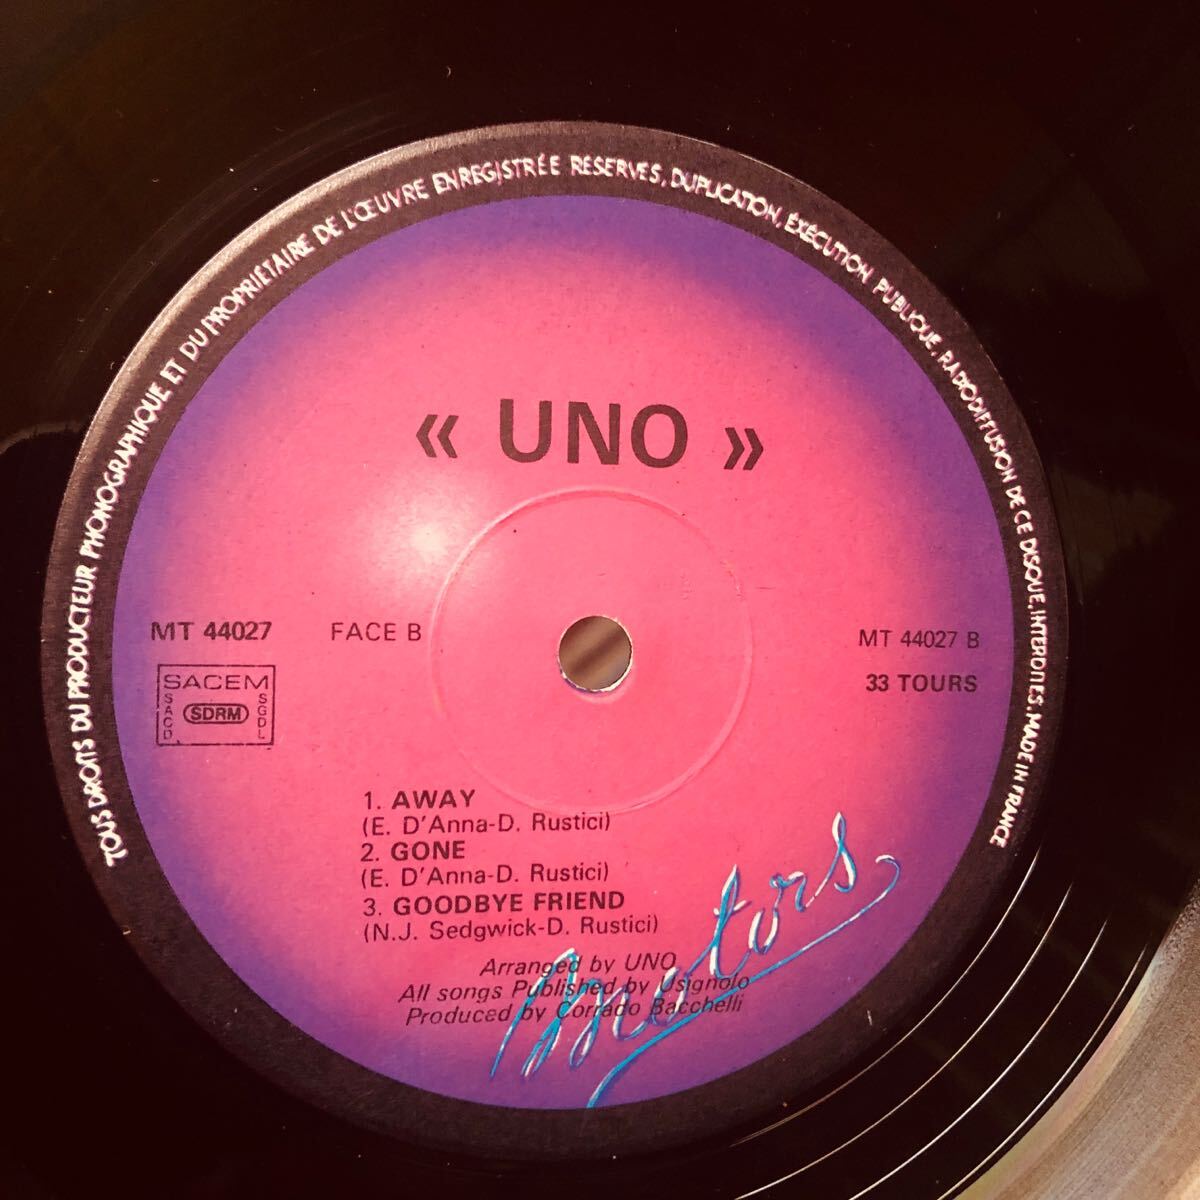 TOUS DROITS DU PRODUCTEUR PHONOGRAPHIQUE ET DU PROPRIÉTAIRE DE L'ŒUVRE ENREGISTRÉE RESERVES, DUPLICATION, EXÉCUTION PUBLIQUE, RADIODIFFUSION DE CE DISQUE, INTERDITES. MADE IN FRANCE
« UNO »
MT 44027 FACE B MT 44027 B
33 TOURS
SACEM
SACD SDRM SGDL
1. AWAY
(E. D'Anna-D. Rustici)
2. GONE
(E. D'Anna-D. Rustici)
3. GOODBYE FRIEND
(N.J. Sedgwick-D. Rustici)
Arranged by UNO
All songs Published by Usignolo
Produced by Corrado Bacchelli
Motors